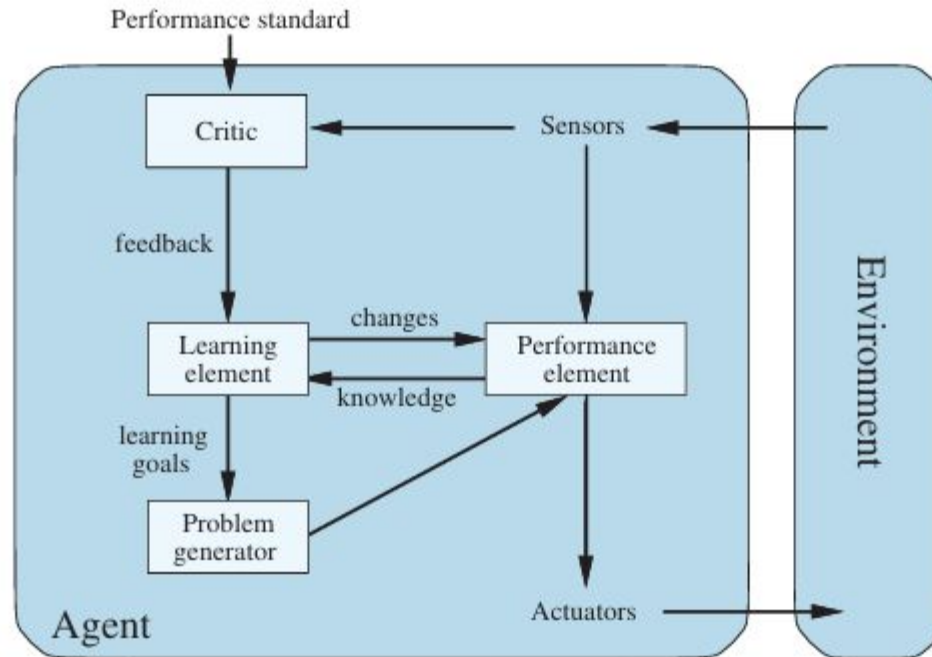 Performance standard
Critic
Sensors
feedback
changes
Learning
element
Performance
element
knowledge
learning
goals
Problem
generator
Actuators
Agent
Environment